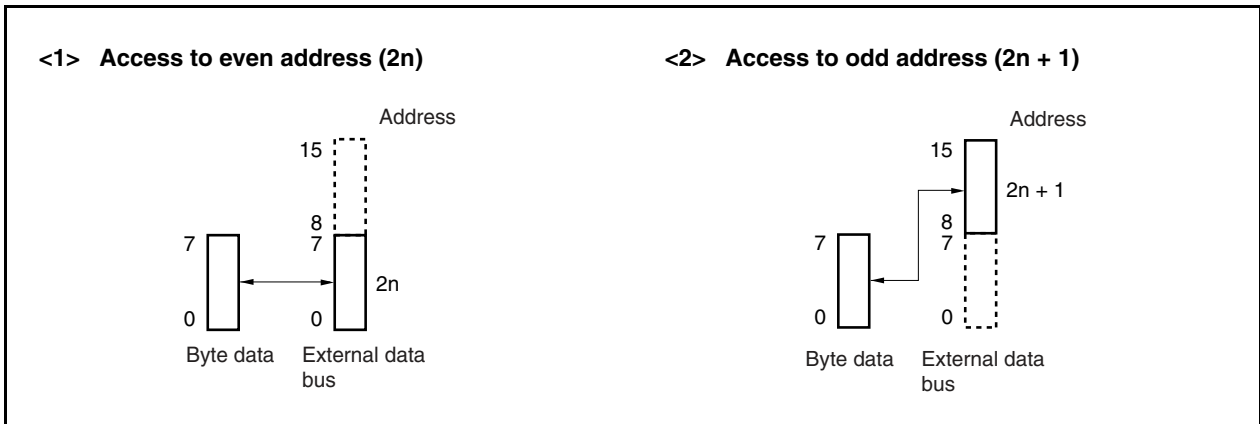 <1> Access to even address (2n)
Address
15
8
7
7
2n
0
0
Byte data
External data
bus
<2> Access to odd address (2n + 1)
Address
15
2n + 1
8
7
7
0
0
Byte data
External data
bus